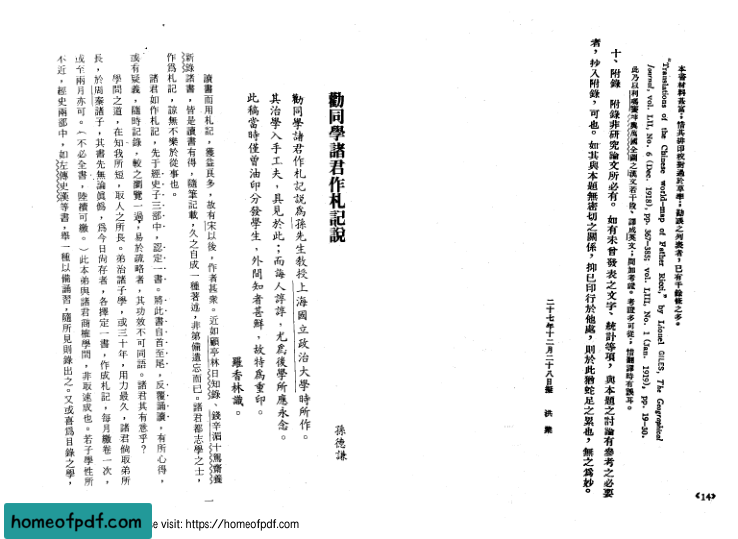 本書材料甚富,惜其排印校對過於草率;勘誤之列表者,已有千餘條之多。
"Translations of the Chinese world-map of Father Ricci," by Lionel GILES, The Geographical
Journal, vol. LII, No. 6 (Dec. 1918), pp. 367—385; vol. LIII, No. 1 (Jan. 1919), pp. 19—30.
此乃以利瑪竇坤輿萬國全圖之漢文若干段,譯成英文;間加考證。考證多可從,惜翻譯時有誤耳。
十、附錄 附錄非研究論文所必有。如有未曾發表之文字、統計等項,與本題之討論有參考之必要
者,抄入附錄,可也。如其與本題無密切之關係,抑已印行於他處,則於此猶蛇足之累也,無之爲妙。
二十七年十二月二十八日擬 洪業
《14》
勸同學諸君作札記說
孫德謙
勸同學諸君作札記說爲孫先生教授上海國立政治大學時所作。
其治學入手工夫,具見於此;而誨人諄諄,尤爲後學所應永念。
此稿當時僅曾油印分發學生,外間知者甚鮮,故特爲重印。
羅香林識。
讀書而用札記,獲益良多,故有宋以後,作者甚衆。近如顧亭林日知錄、錢辛湄十駕齋養
新錄諸書,皆是讀書有得,隨筆記載,久之自成一種著述,非第備遺忘而已。諸君都志學之士,
作爲札記,諒無不樂於從事也。
諸君如作札記,先于經史子三部中,認定一書。將此書自首至尾,反覆誦讀,有所心得,
或有疑義,隨時記錄,較之瀏覽一過,易於疏略者,其功效不可同語。諸君其有意乎?
學問之道,在知我所短,取人之所長。弟治諸子學,或三十年,用力最久,諸君倘取弟所
長,於周秦諸子,其書先無論眞僞,爲今日尚存者,各擇定一書,作成札記,每月繳卷一次,
或至兩月亦可。(不必全書,陸續可繳。)此本弟與諸君商榷學問,非取速成也。若子學性所
不近,經史兩部中,如左傳史漢等書,舉一種以備誦習,隨所見則錄出之。又或喜爲目錄之學,
一
homeofpdf.com
e visit: https://homeofpdf.com